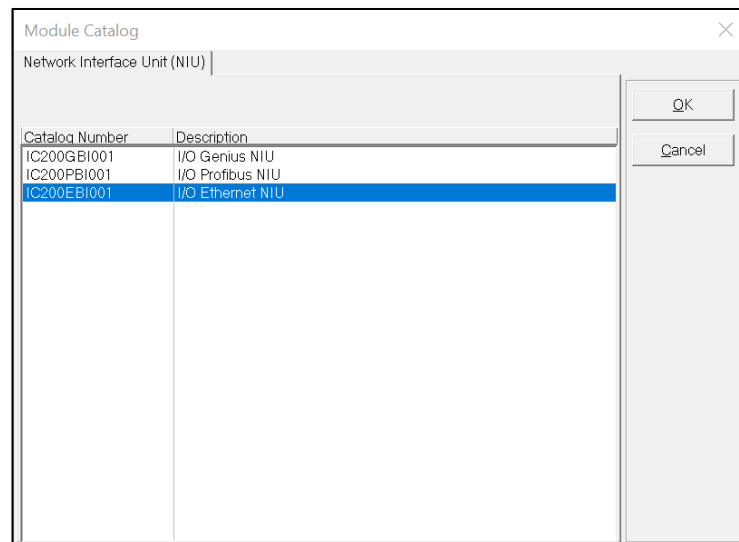 Module Catalog
Network Interface Unit (NIU)
OK
Cancel
Catalog Number Description
IC200GBI001 I/O Genius NIU
IC200PBI001 I/O Profibus NIU
IC200EBI001 I/O Ethernet NIU